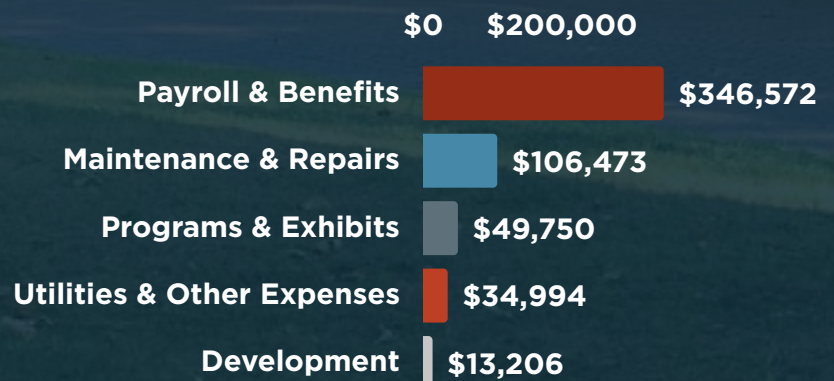 $0 $200,000
Payroll & Benefits $346,572
Maintenance & Repairs $106,473
Programs & Exhibits $49,750
Utilities & Other Expenses $34,994
Development $13,206